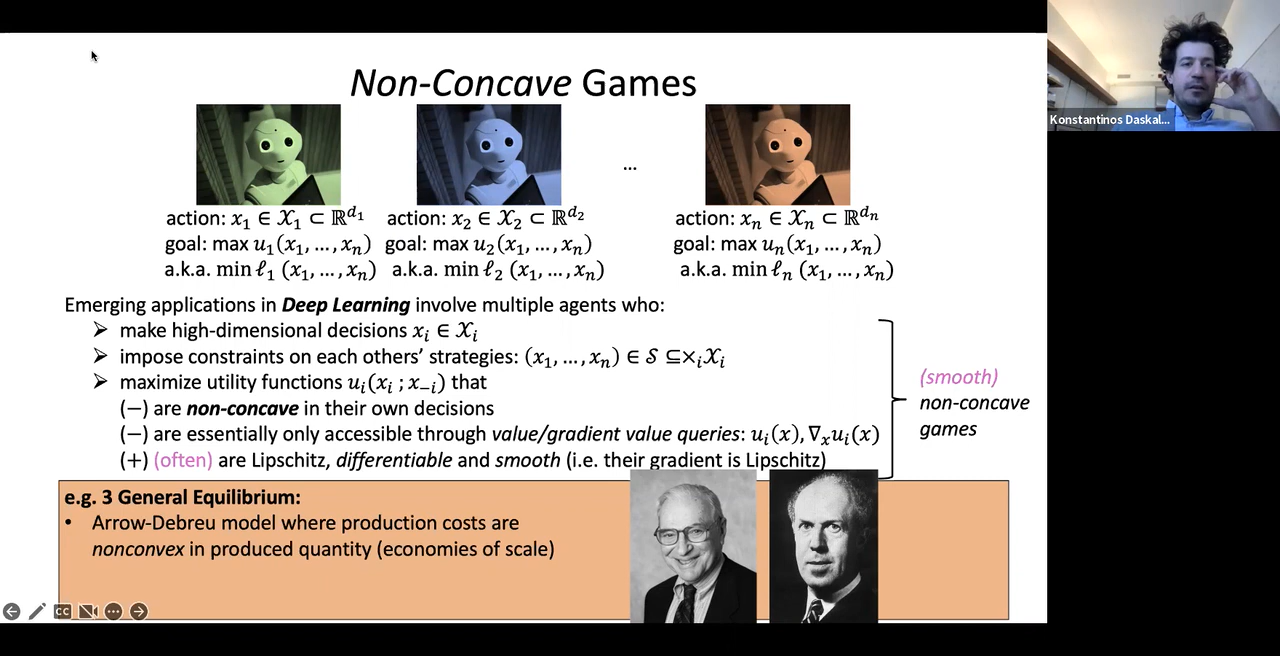 Non-Concave Games
Konstantinos Daskal...
...
action: x₁ ∈ 𝒳₁ ⊂ ℝ^{d₁}
goal: max u₁(x₁, …, xₙ)
a.k.a. min ℓ₁ (x₁, …, xₙ)
action: x₂ ∈ 𝒳₂ ⊂ ℝ^{d₂}
goal: max u₂(x₁, …, xₙ)
a.k.a. min ℓ₂ (x₁, …, xₙ)
action: xₙ ∈ 𝒳ₙ ⊂ ℝ^{dₙ}
goal: max uₙ(x₁, …, xₙ)
a.k.a. min ℓₙ (x₁, …, xₙ)
Emerging applications in Deep Learning involve multiple agents who:
➢ make high-dimensional decisions xᵢ ∈ 𝒳ᵢ
➢ impose constraints on each others’ strategies: (x₁, …, xₙ) ∈ 𝒮 ⊆×ᵢ𝒳ᵢ
➢ maximize utility functions uᵢ(xᵢ ; x₋ᵢ) that
(−) are non-concave in their own decisions
(−) are essentially only accessible through value/gradient value queries: uᵢ(x), ∇ₓuᵢ(x)
(+) (often) are Lipschitz, differentiable and smooth (i.e. their gradient is Lipschitz)
(smooth)
non-concave
games
e.g. 3 General Equilibrium:
• Arrow-Debreu model where production costs are
nonconvex in produced quantity (economies of scale)
CC